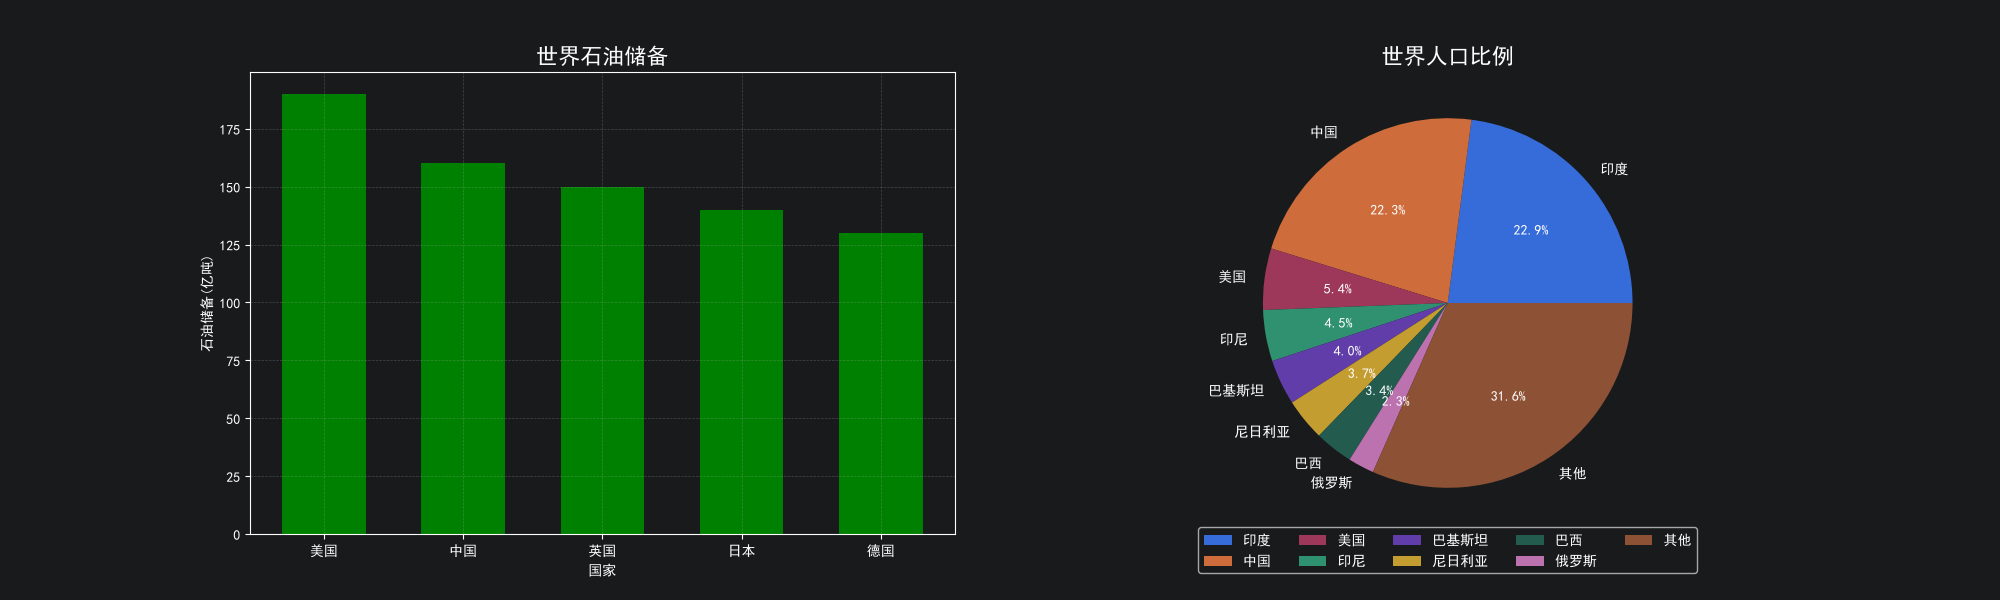 世界石油储备
175
150
125
100
75
50
25
0
石油储备(亿吨)
美国 中国 英国 日本 德国
国家
世界人口比例
中国
印度
22.3%
22.9%
美国
5.4%
印尼
4.5%
巴基斯坦
4.0%
尼日利亚
3.7%
巴西
3.4%
俄罗斯
2.3%
其他
31.6%
印度 美国 巴基斯坦 巴西 其他
中国 印尼 尼日利亚 俄罗斯